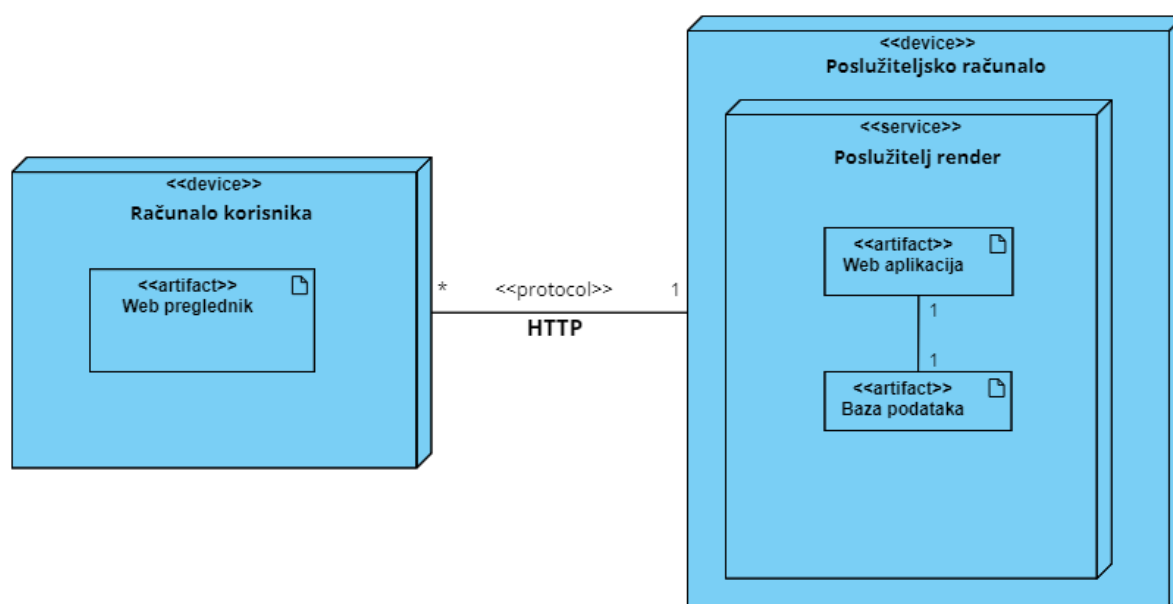 <<device>>
Poslužiteljsko računalo
<<service>>
Poslužitelj render
<<device>>
Računalo korisnika
<<artifact>>
Web aplikacija
<<artifact>>
Web preglednik
* <<protocol>> 1
HTTP
1
1
<<artifact>>
Baza podataka